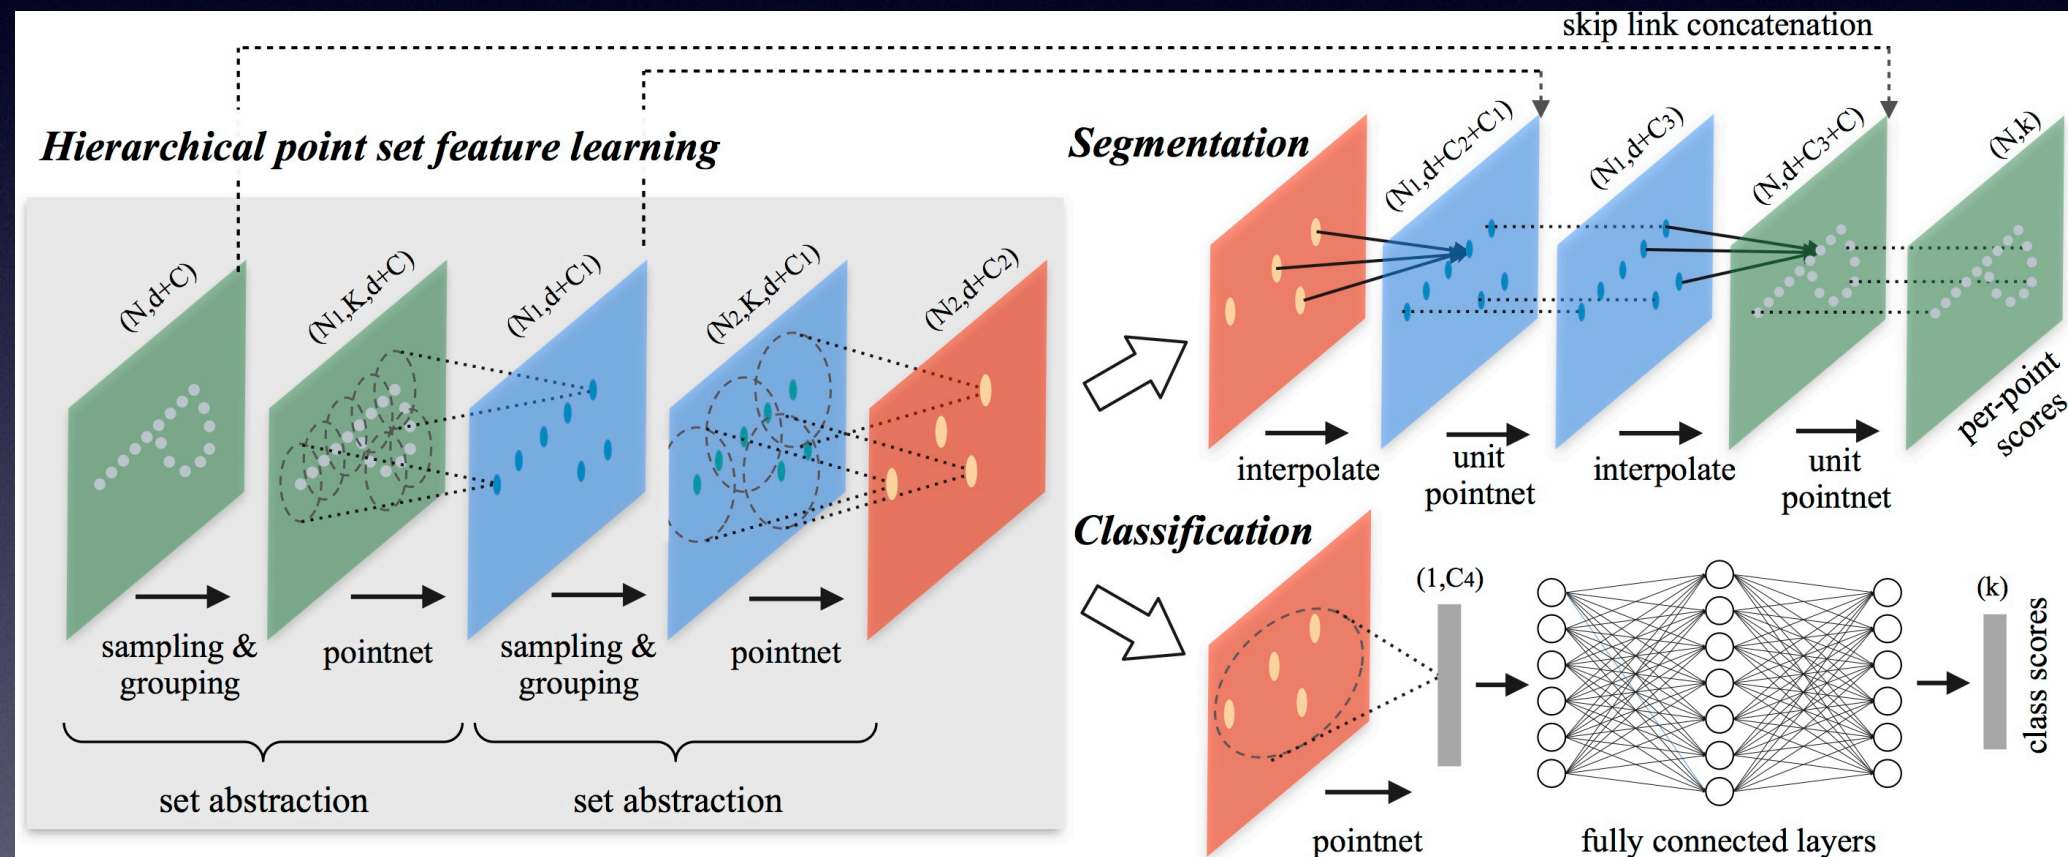 skip link concatenation
Hierarchical point set feature learning
(N,d+C)
(N1,K,d+C)
(N1,d+C1)
(N2,K,d+C1)
(N2,d+C2)
sampling &
grouping
pointnet
sampling &
grouping
pointnet
set abstraction
set abstraction
Segmentation
(N1,d+C2+C1)
(N1,d+C3)
(N,d+C3+C)
(N,k)
interpolate
unit
pointnet
interpolate
unit
pointnet
per-point
scores
Classification
(1,C4)
(k)
class scores
pointnet
fully connected layers